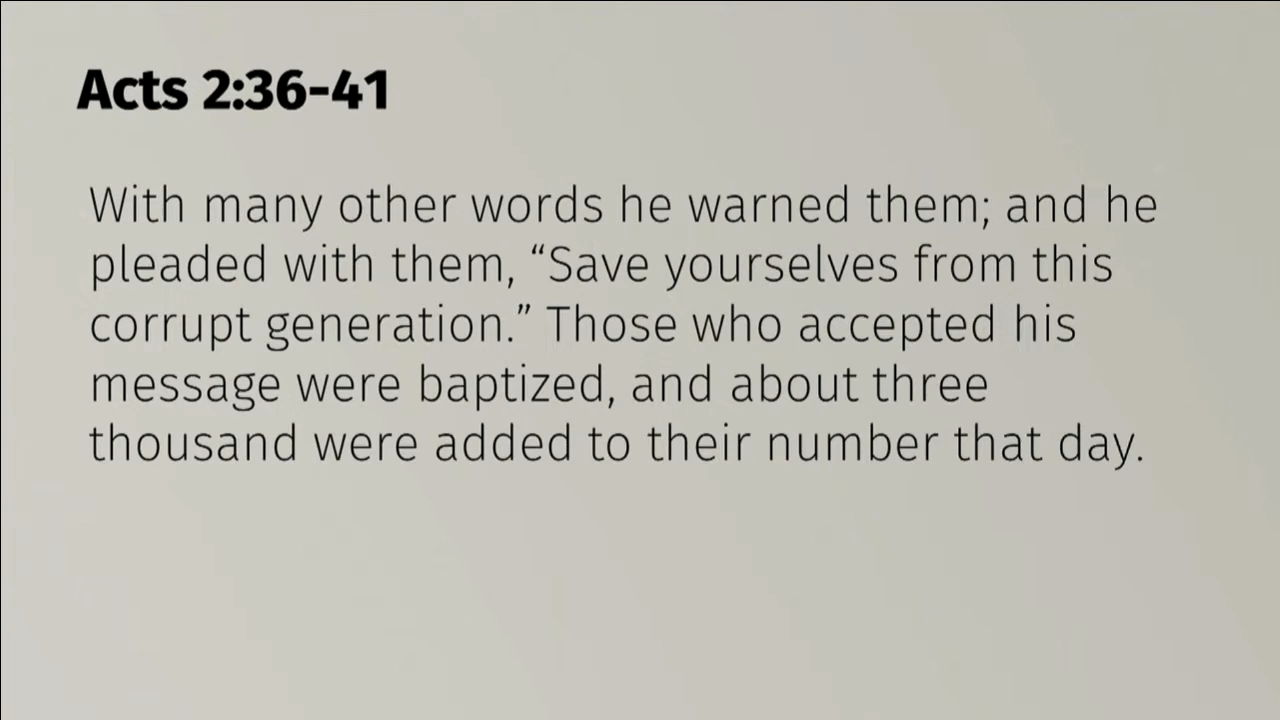 Acts 2:36-41
With many other words he warned them; and he
pleaded with them, “Save yourselves from this
corrupt generation.” Those who accepted his
message were baptized, and about three
thousand were added to their number that day.